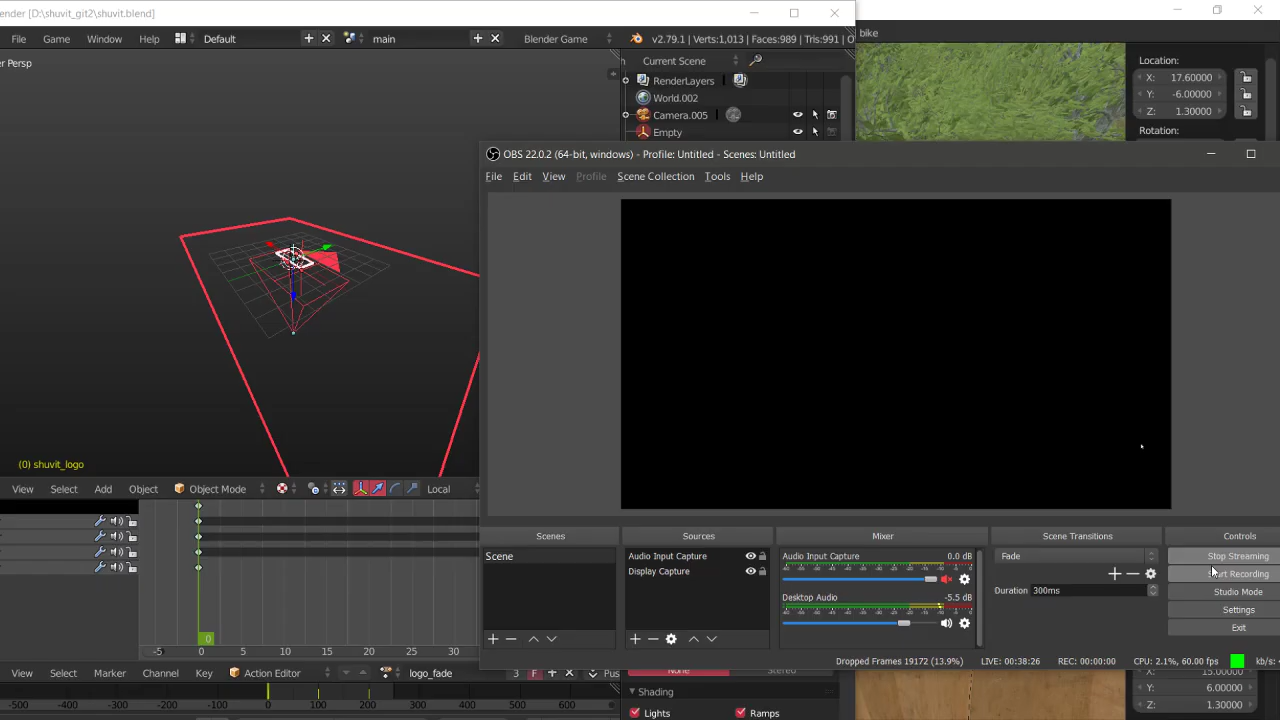 ender [D:\shuvit_git2\shuvit.blend]
File Game Window Help Default main Blender Game v2.79.1 | Verts:1,013 | Faces:989 | Tris:991 | O
bike
er Persp
Current Scene
RenderLayers
World.002
Camera.005
Empty
Location:
X: 17.60000
Y: -6.00000
Z: 1.30000
Rotation:
OBS 22.0.2 (64-bit, windows) - Profile: Untitled - Scenes: Untitled
File Edit View Profile Scene Collection Tools Help
(0) shuvit_logo
View Select Add Object Object Mode Local
Scenes Sources Mixer Scene Transitions Controls
Scene
Audio Input Capture
Display Capture
Audio Input Capture 0.0 dB
Desktop Audio -5.5 dB
Fade
Duration 300ms
Stop Streaming
Start Recording
Studio Mode
Settings
Exit
0
-5 0 5 10 15 20 25 30
Dropped Frames 19172 (13.9%) LIVE: 00:38:26 REC: 00:00:00 CPU: 2.1%, 60.00 fps kb/s:
View Select Marker Channel Key Action Editor logo_fade 3 F Pus
None Stored
Shading
Lights Ramps
X: 15.00000
Y: 6.00000
Z: 1.30000
-500 -400 -300 -200 -100 0 100 200 300 400 500